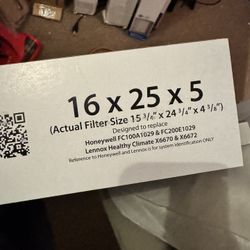 16 x 25 x 5
(Actual Filter Size 15 3/4" x 24 3/4" x 4 3/8")
Designed to replace
Honeywell FC100A1029 & FC200E1029
Lennox Healthy Climate X6670 & X6672
Reference to Honeywell and Lennox is for system identification ONLY